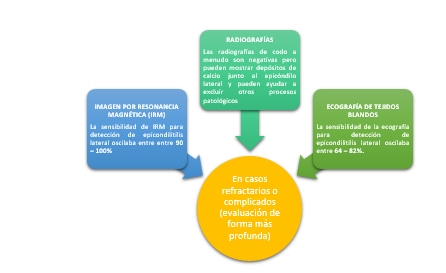 RADIOGRAFÍAS
Las radiografías de codo a
menudo son negativas pero
pueden mostrar depósitos de
calcio junto al epicóndilo
lateral y pueden ayudar a
excluir otros procesos
patológicos
IMAGEN POR RESONANCIA
MAGNÉTICA (IRM)
La sensibilidad de IRM para
detección de epicondilitis
lateral oscilaba entre entre 90
– 100%
ECOGRAFÍA DE TEJIDOS
BLANDOS
La sensibilidad de la ecografía
para detección de
epicondilitis lateral oscilaba
entre 64 – 82%.
En casos
refractarios o
complicados
(evaluación de
forma más
profunda)